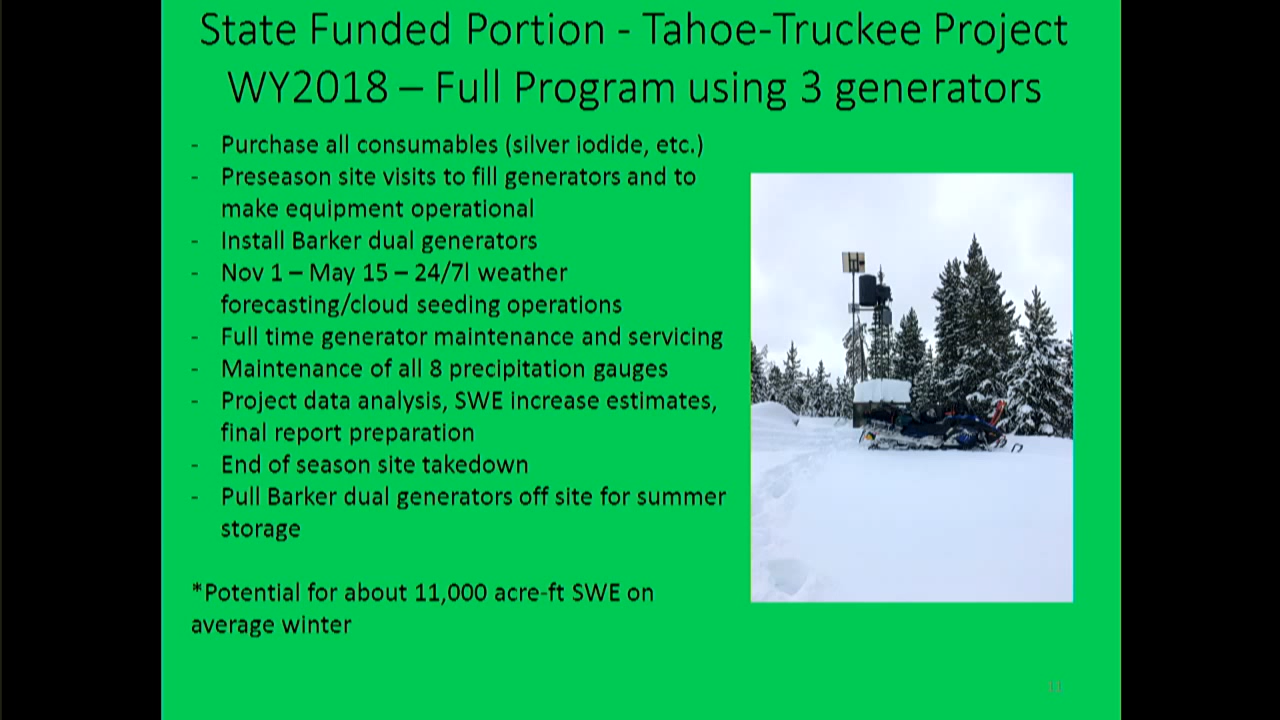 State Funded Portion - Tahoe-Truckee Project
WY2018 – Full Program using 3 generators
- Purchase all consumables (silver iodide, etc.)
- Preseason site visits to fill generators and to
make equipment operational
- Install Barker dual generators
- Nov 1 – May 15 – 24/7l weather
forecasting/cloud seeding operations
- Full time generator maintenance and servicing
- Maintenance of all 8 precipitation gauges
- Project data analysis, SWE increase estimates,
final report preparation
- End of season site takedown
- Pull Barker dual generators off site for summer
storage
*Potential for about 11,000 acre-ft SWE on
average winter